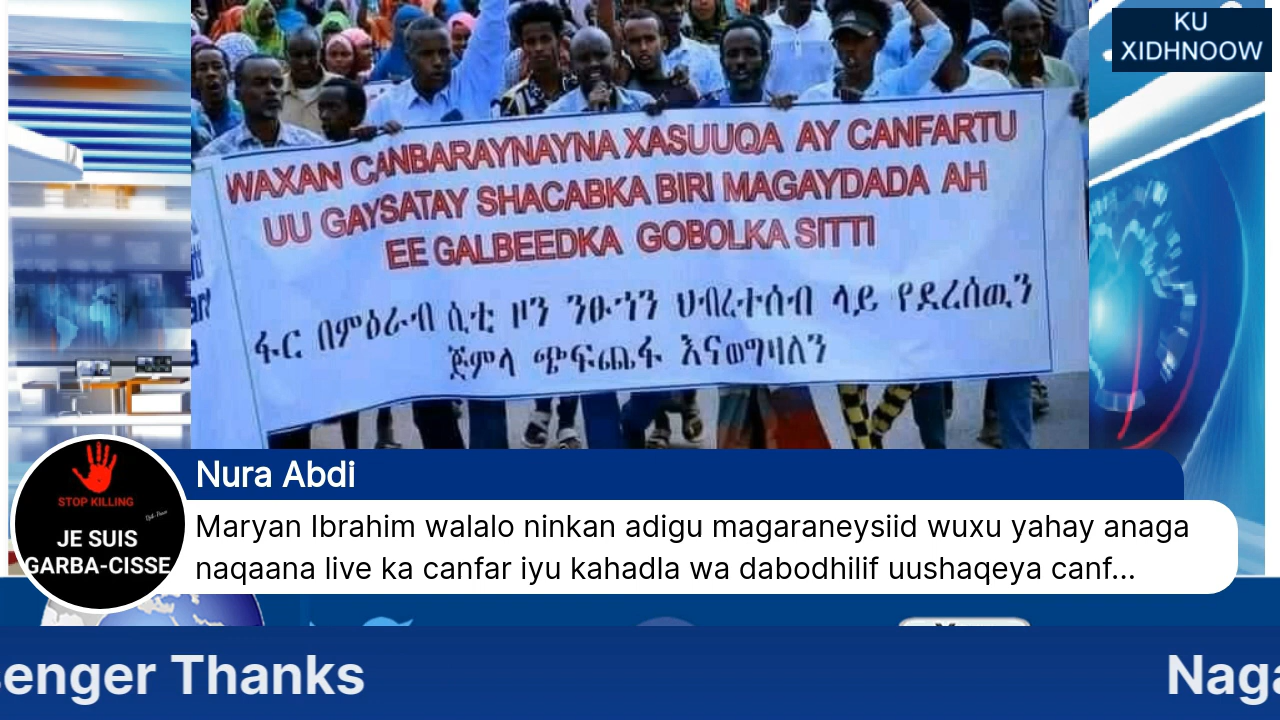 KU
XIDHNOOW
WAXAN CANBARAYNAYNA XASUUQA AY CANFARTU
UU GAYSATAY SHACABKA BIRI MAGAYDADA AH
EE GALBEEDKA GOBOLKA SITTI
ፋር በምዕራብ ሲቲ ዞን ንፁኀን ህብረተሰብ ላይ የደረሰዉን
ጅምላ ጭፍጨፋ እናወግዛለን
STOP KILLING
JE SUIS
GARBA-CISSE
Nura Abdi
Maryan Ibrahim walalo ninkan adigu magaraneysiid wuxu yahay anaga
naqaana live ka canfar iyu kahadla wa dabodhilif uushaqeya canf...
senger Thanks
Naga